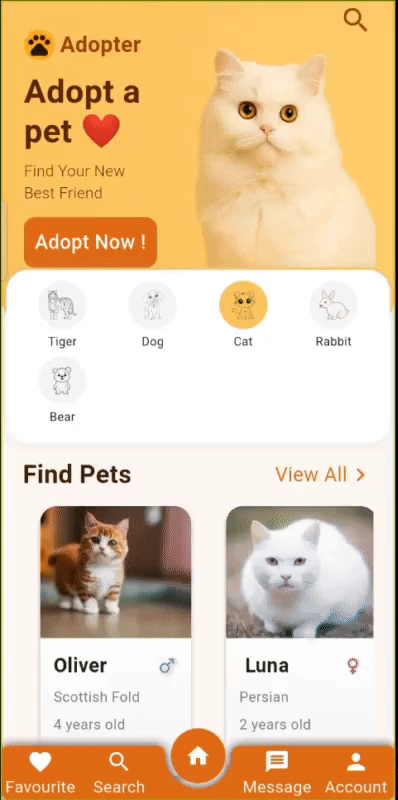 Adopter
Adopt a
pet ❤️
Find Your New
Best Friend
Adopt Now !
Tiger
Dog
Cat
Rabbit
Bear
Find Pets
View All >
Oliver ♂
Luna ♀
Scottish Fold
Persian
4 years old
2 years old
Favourite
Search
Message
Account